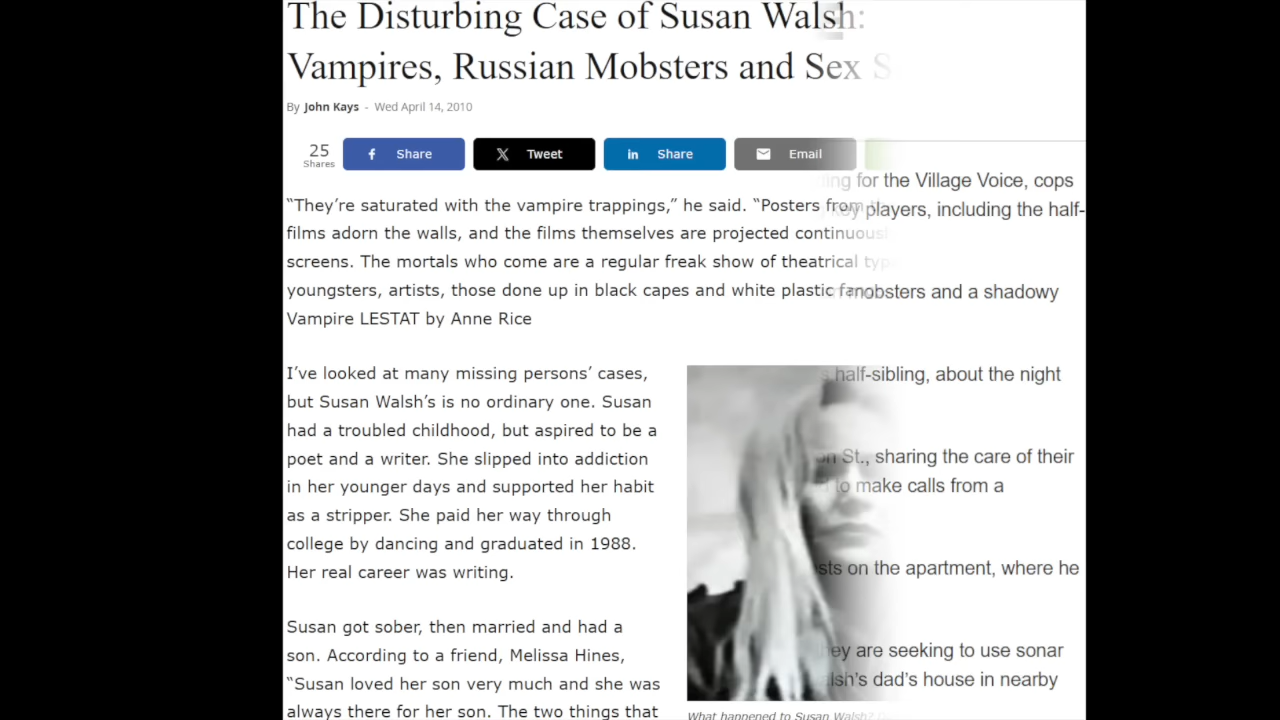 The Disturbing Case of Susan Walsh:
Vampires, Russian Mobsters and Sex S
By John Kays - Wed April 14, 2010
25
Shares
Share
Tweet
Share
Email
for the Village Voice, cops
“They’re saturated with the vampire trappings,” he said. “Posters from
players, including the half-
films adorn the walls, and the films themselves are projected
screens. The mortals who come are a regular freak show of theatrical
youngsters, artists, those done up in black capes and white plastic
mobsters and a shadowy
Vampire LESTAT by Anne Rice
I’ve looked at many missing persons’ cases,
half-sibling, about the night
but Susan Walsh’s is no ordinary one. Susan
had a troubled childhood, but aspired to be a
poet and a writer. She slipped into addiction
St., sharing the care of their
in her younger days and supported her habit
to make calls from a
as a stripper. She paid her way through
college by dancing and graduated in 1988.
Her real career was writing.
on the apartment, where he
Susan got sober, then married and had a
son. According to a friend, Melissa Hines,
are seeking to use sonar
“Susan loved her son very much and she was
dad’s house in nearby
always there for her son. The two things that
What happened to Susan Walsh?